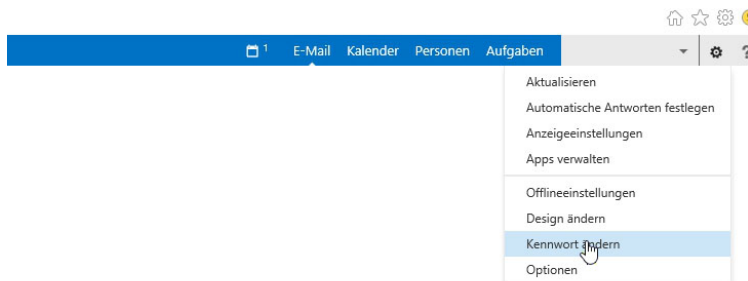 1 E-Mail Kalender Personen Aufgaben ?
Aktualisieren
Automatische Antworten festlegen
Anzeigeeinstellungen
Apps verwalten
Offlineeinstellungen
Design ändern
Kennwort ändern
Optionen